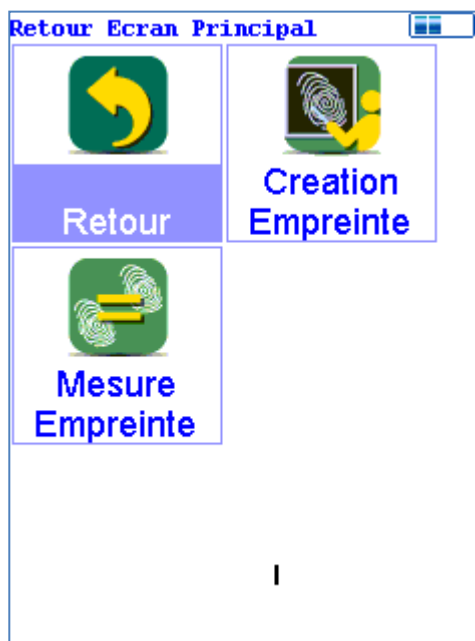 Retour Ecran Principal
Retour
Creation
Empreinte
Mesure
Empreinte